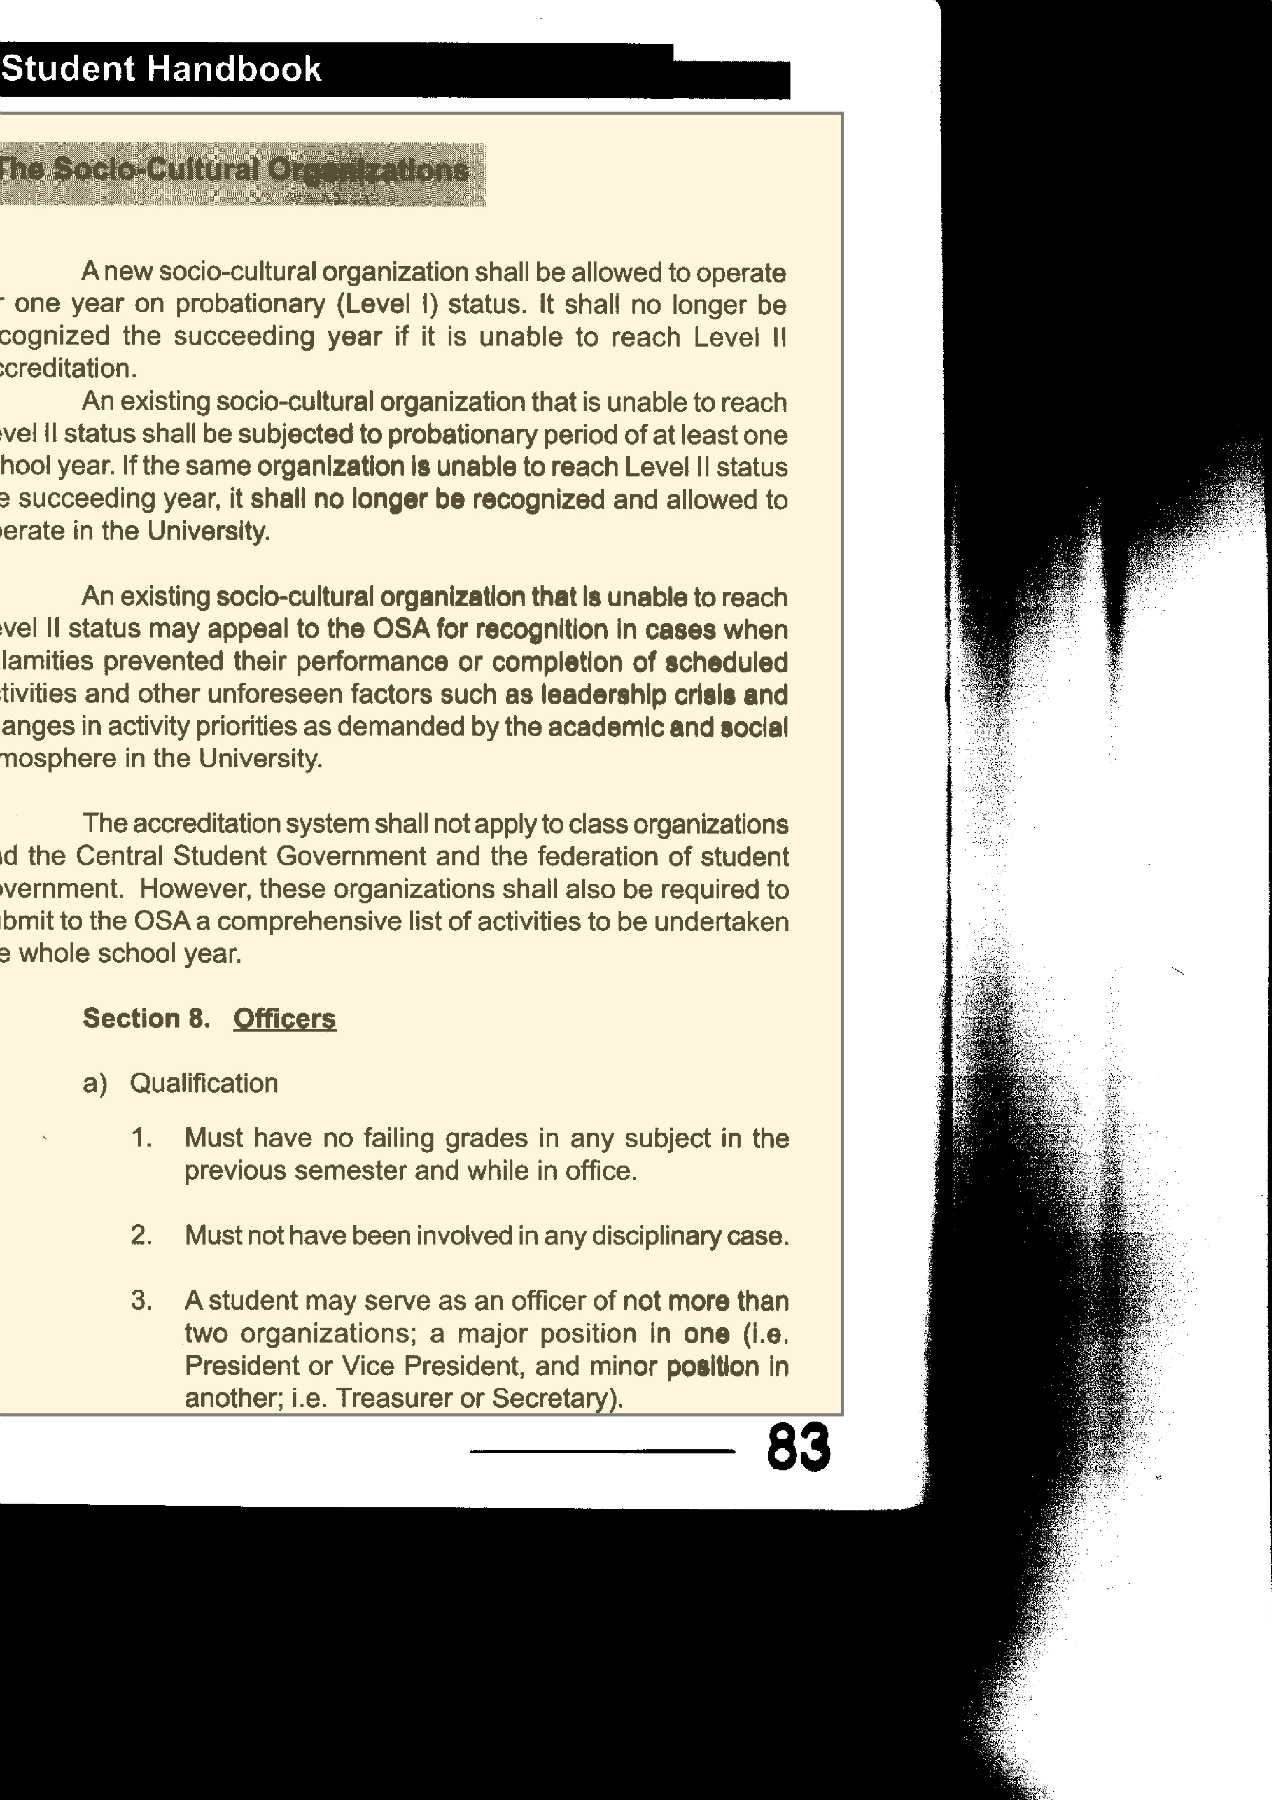 Student Handbook
The Socio-Cultural Organizations
A new socio-cultural organization shall be allowed to operate
one year on probationary (Level I) status. It shall no longer be
cognized the succeeding year if it is unable to reach Level II
ccreditation.
An existing socio-cultural organization that is unable to reach
vel II status shall be subjected to probationary period of at least one
hool year. If the same organization is unable to reach Level II status
e succeeding year, it shall no longer be recognized and allowed to
erate in the University.
An existing socio-cultural organization that is unable to reach
vel II status may appeal to the OSA for recognition in cases when
lamities prevented their performance or completion of scheduled
tivities and other unforeseen factors such as leadership crisis and
anges in activity priorities as demanded by the academic and social
mosphere in the University.
The accreditation system shall not apply to class organizations
d the Central Student Government and the federation of student
vernment. However, these organizations shall also be required to
bmit to the OSA a comprehensive list of activities to be undertaken
e whole school year.
Section 8. Officers
a) Qualification
1. Must have no failing grades in any subject in the
previous semester and while in office.
2. Must not have been involved in any disciplinary case.
3. A student may serve as an officer of not more than
two organizations; a major position in one (i.e.
President or Vice President, and minor position in
another; i.e. Treasurer or Secretary).
83